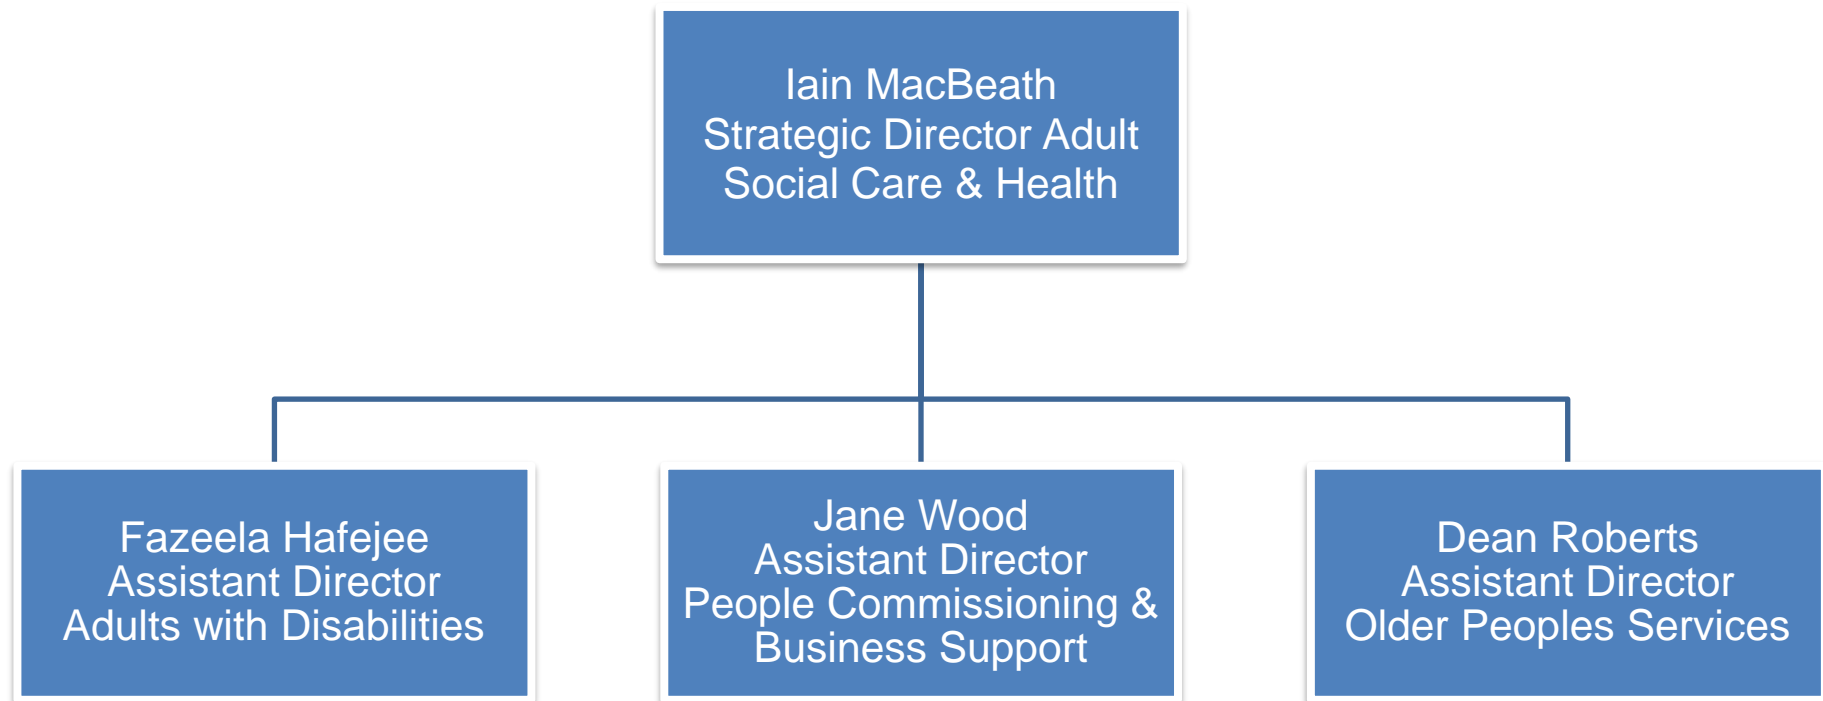 Iain MacBeath
Strategic Director Adult
Social Care & Health
Fazeela Hafejee
Assistant Director
Adults with Disabilities
Jane Wood
Assistant Director
People Commissioning &
Business Support
Dean Roberts
Assistant Director
Older Peoples Services